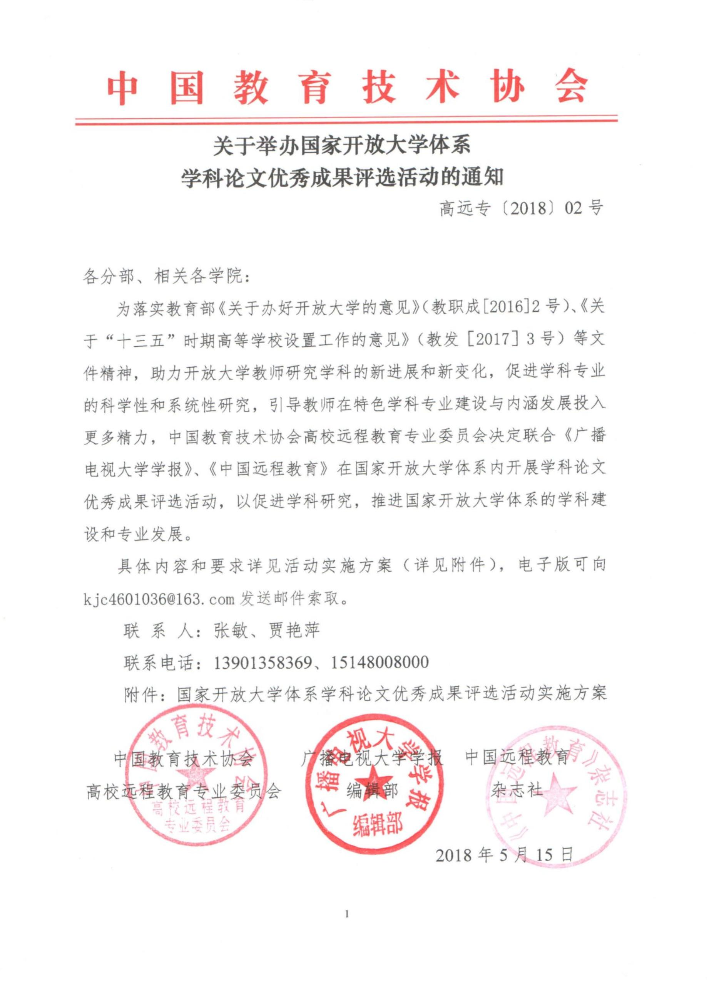 中国教育技术协会
关于举办国家开放大学体系
学科论文优秀成果评选活动的通知
高远专〔2018〕02 号
各分部、相关各学院：
为落实教育部《关于办好开放大学的意见》（教职成[2016]2 号）、《关
于“十三五”时期高等学校设置工作的意见》（教发［2017］3 号）等文
件精神，助力开放大学教师研究学科的新进展和新变化，促进学科专业
的科学性和系统性研究，引导教师在特色学科专业建设与内涵发展投入
更多精力，中国教育技术协会高校远程教育专业委员会决定联合《广播
电视大学学报》、《中国远程教育》在国家开放大学体系内开展学科论文
优秀成果评选活动，以促进学科研究，推进国家开放大学体系的学科建
设和专业发展。
具体内容和要求详见活动实施方案（详见附件），电子版可向
kjc4601036@163.com 发送邮件索取。
联 系 人：张敏、贾艳萍
联系电话：13901358369、15148008000
附件：国家开放大学体系学科论文优秀成果评选活动实施方案
中国教育技术协会 广播电视大学学报 中国远程教育
高校远程教育专业委员会 编辑部 杂志社
中国教育技术协会
高校远程教育
专业委员会
广播电视大学学报
编辑部
《中国远程教育》杂志社
2018 年 5 月 15 日
1